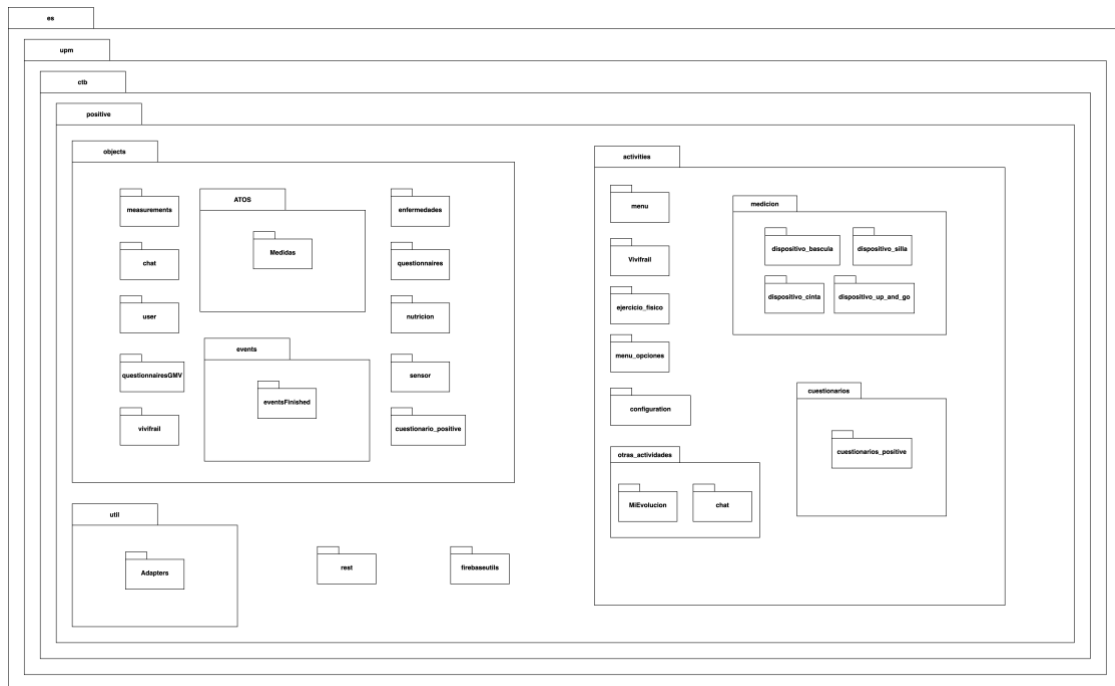 es
upm
ctb
positive
objects
measurements
chat
user
questionnairesGMV
vivifrail
ATOS
Medidas
events
eventsFinished
enfermedades
questionnaires
nutricion
sensor
cuestionario_positive
util
Adapters
rest
firebaseutils
activities
menu
Vivifrail
ejercicio_fisico
menu_opciones
configuration
otras_actividades
MiEvolucion
chat
medicion
dispositivo_bascula
dispositivo_silla
dispositivo_cinta
dispositivo_up_and_go
cuestionarios
cuestionarios_positive